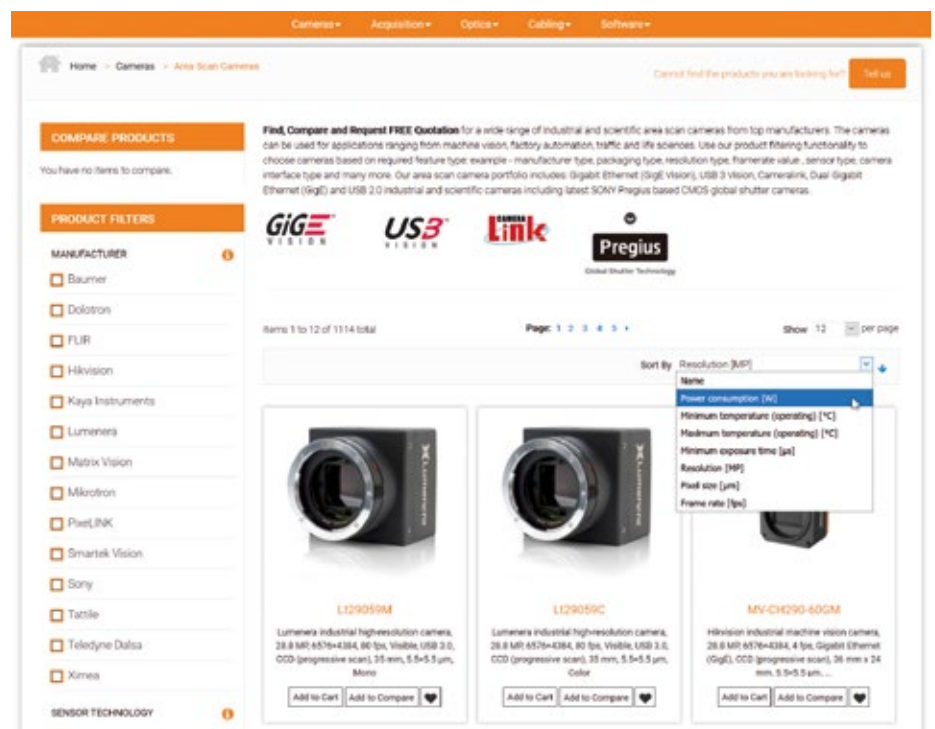 Cameras Acquisition Optics Cabling Software
Home > Cameras > Area Scan Cameras
Cannot find the products you are looking for? Tell us
COMPARE PRODUCTS
You have no items to compare.
PRODUCT FILTERS
MANUFACTURER
Baumer
Dolotron
FLIR
Hikvision
Kaya Instruments
Lumenera
Matrix Vision
Mikrotron
PixeLINK
Smartek Vision
Sony
Tattile
Teledyne Dalsa
Ximea
SENSOR TECHNOLOGY
Find, Compare and Request FREE Quotation for a wide range of industrial and scientific area scan cameras from top manufacturers. The cameras
can be used for applications ranging from machine vision, factory automation, traffic and life sciences. Use our product filtering functionality to
choose cameras based on required feature type: example - manufacturer type, packaging type, resolution type, framerate value , sensor type, camera
interface type and many more. Our area scan camera portfolio includes: Gigabit Ethernet (GigE Vision), USB 3 Vision, Cameralink, Dual Gigabit
Ethernet (GigE) and USB 2.0 industrial and scientific cameras including latest SONY Pregius based CMOS global shutter cameras.
GiGE VISION
USB3 VISION
CAMERA Link
Pregius
Global Shutter Technology
Items 1 to 12 of 1114 total
Page: 1 2 3 4 5
Show 12 per page
Sort By Resolution [MP]
Name
Power consumption [W]
Minimum temperature (operating) [°C]
Maximum temperature (operating) [°C]
Minimum exposure time [µs]
Resolution [MP]
Pixel size [µm]
Frame rate [fps]
Lumenera
Lt29059M
Lumenera industrial high-resolution camera,
28.8 MP, 6576×4384, 80 fps, Visible, USB 3.0,
CCD (progressive scan), 35 mm, 5.5×5.5 µm,
Mono
Add to Cart Add to Compare
Lumenera
Lt29059C
Lumenera industrial high-resolution camera,
28.8 MP, 6576×4384, 80 fps, Visible, USB 3.0,
CCD (progressive scan), 35 mm, 5.5×5.5 µm,
Color
Add to Cart Add to Compare
MV-CH290-60GM
Hikvision industrial machine vision camera,
28.8 MP, 6576×4384, 4 fps, Gigabit Ethernet
(GigE), CCD (progressive scan), 36 mm x 24
mm, 5.5×5.5 µm, ...
Add to Cart Add to Compare